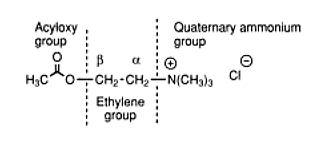 Acyloxy group
Quaternary ammonium group
β α ⊕ ⊖
O
H₃C O–CH₂-CH₂–N(CH₃)₃ Cl
Ethylene group